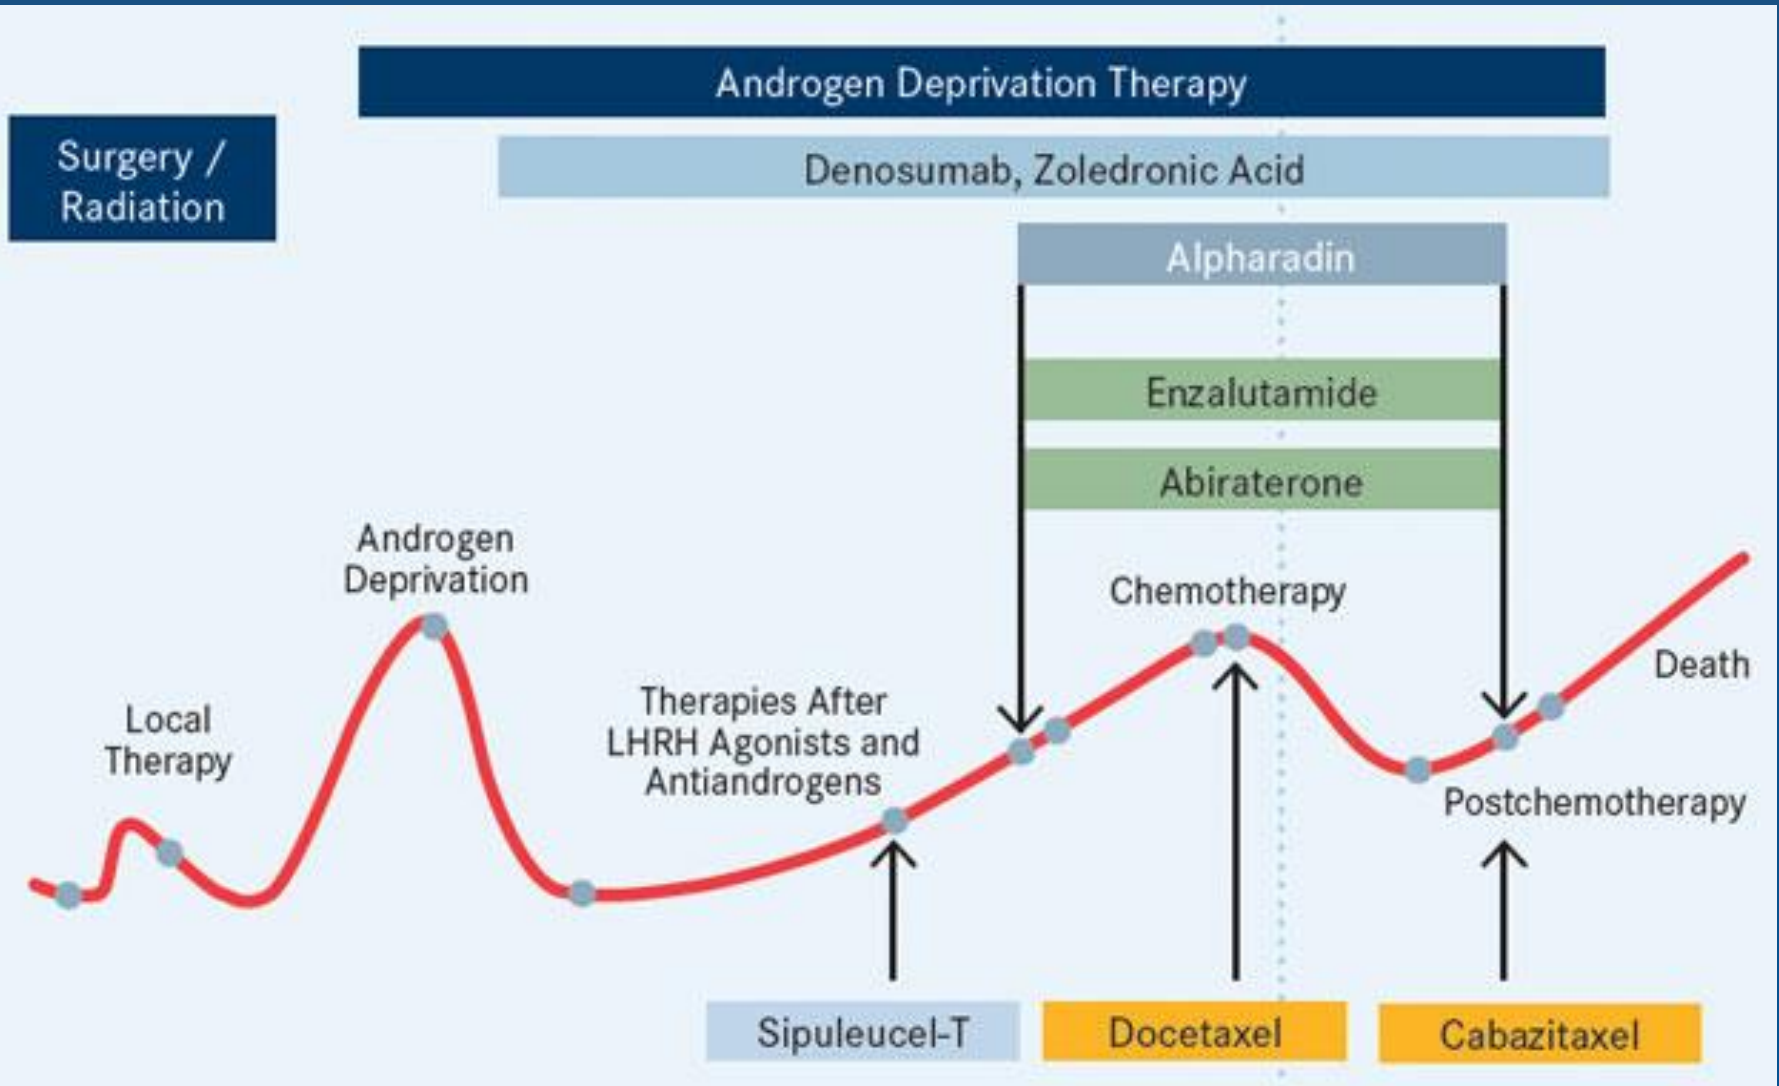 Androgen Deprivation Therapy
Surgery /
Radiation
Denosumab, Zoledronic Acid
Alpharadin
Enzalutamide
Abiraterone
Androgen
Deprivation
Chemotherapy
Local
Therapy
Therapies After
LHRH Agonists and
Antiandrogens
Death
Postchemotherapy
Sipuleucel-T
Docetaxel
Cabazitaxel